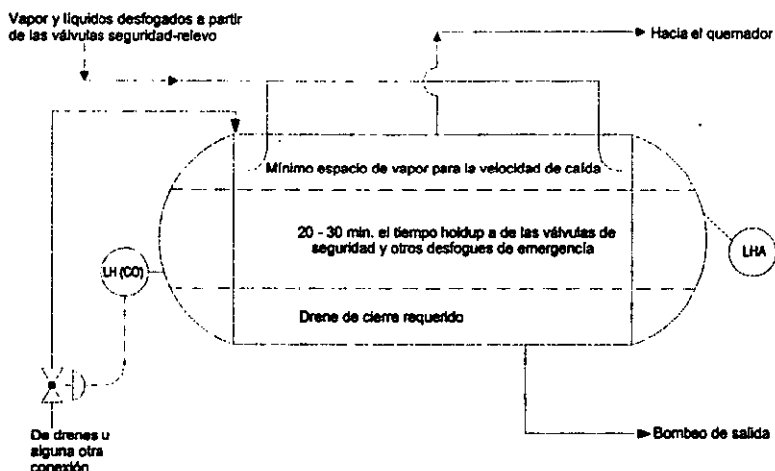 Vapor y líquidos desfogados a partir
de las válvulas seguridad-relevo
Hacia el quemador
Mínimo espacio de vapor para la velocidad de caída
20 - 30 min. el tiempo holdup a de las válvulas de
seguridad y otros desfogues de emergencia
LH (CO)
LHA
Drene de cierre requerido
De drenes u
alguna otra
conexión
Bombeo de salida